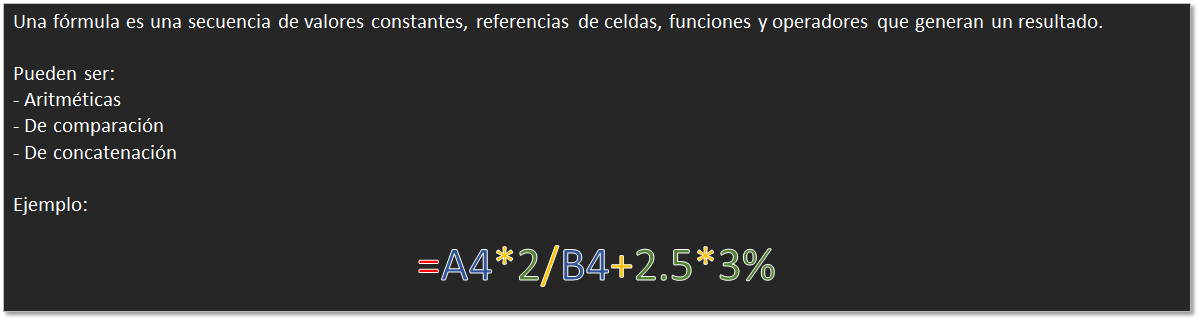 Una fórmula es una secuencia de valores constantes, referencias de celdas, funciones y operadores que generan un resultado.
Pueden ser:
- Aritméticas
- De comparación
- De concatenación
Ejemplo:
=A4*2/B4+2.5*3%